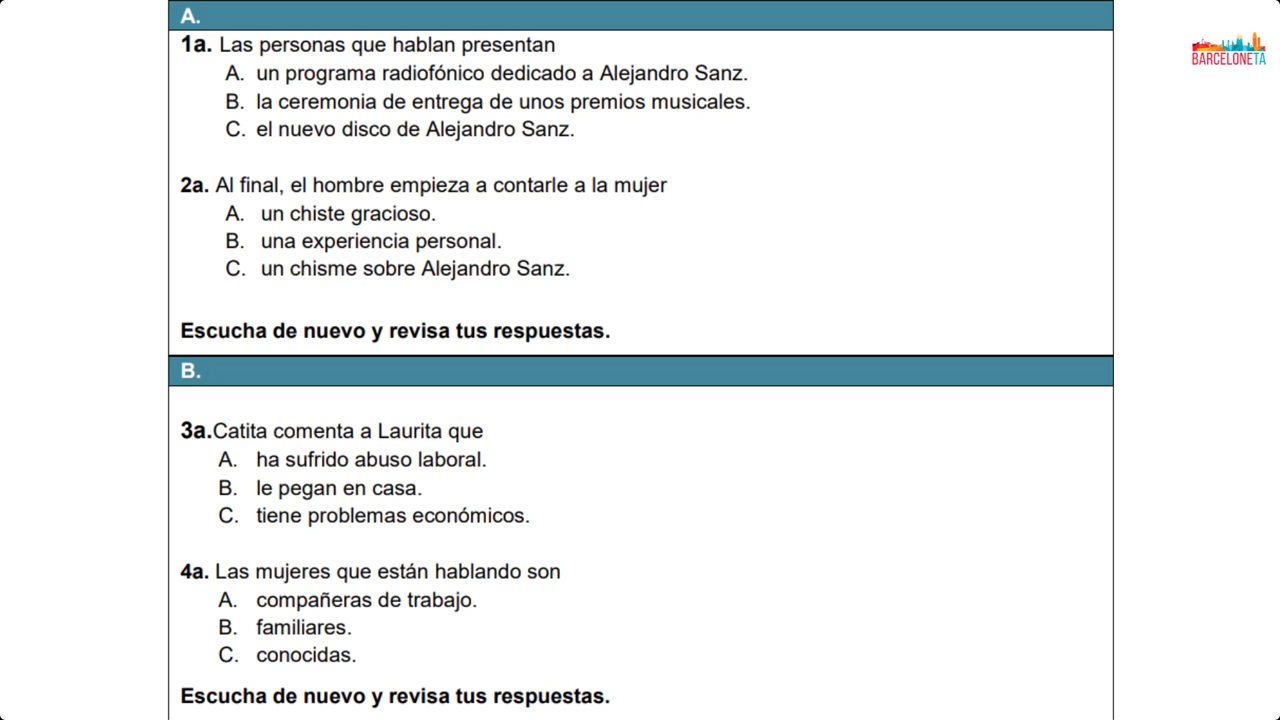 A.
1a. Las personas que hablan presentan
A. un programa radiofónico dedicado a Alejandro Sanz.
B. la ceremonia de entrega de unos premios musicales.
C. el nuevo disco de Alejandro Sanz.
2a. Al final, el hombre empieza a contarle a la mujer
A. un chiste gracioso.
B. una experiencia personal.
C. un chisme sobre Alejandro Sanz.
Escucha de nuevo y revisa tus respuestas.
B.
3a.Catita comenta a Laurita que
A. ha sufrido abuso laboral.
B. le pegan en casa.
C. tiene problemas económicos.
4a. Las mujeres que están hablando son
A. compañeras de trabajo.
B. familiares.
C. conocidas.
Escucha de nuevo y revisa tus respuestas.
BARCELONETA